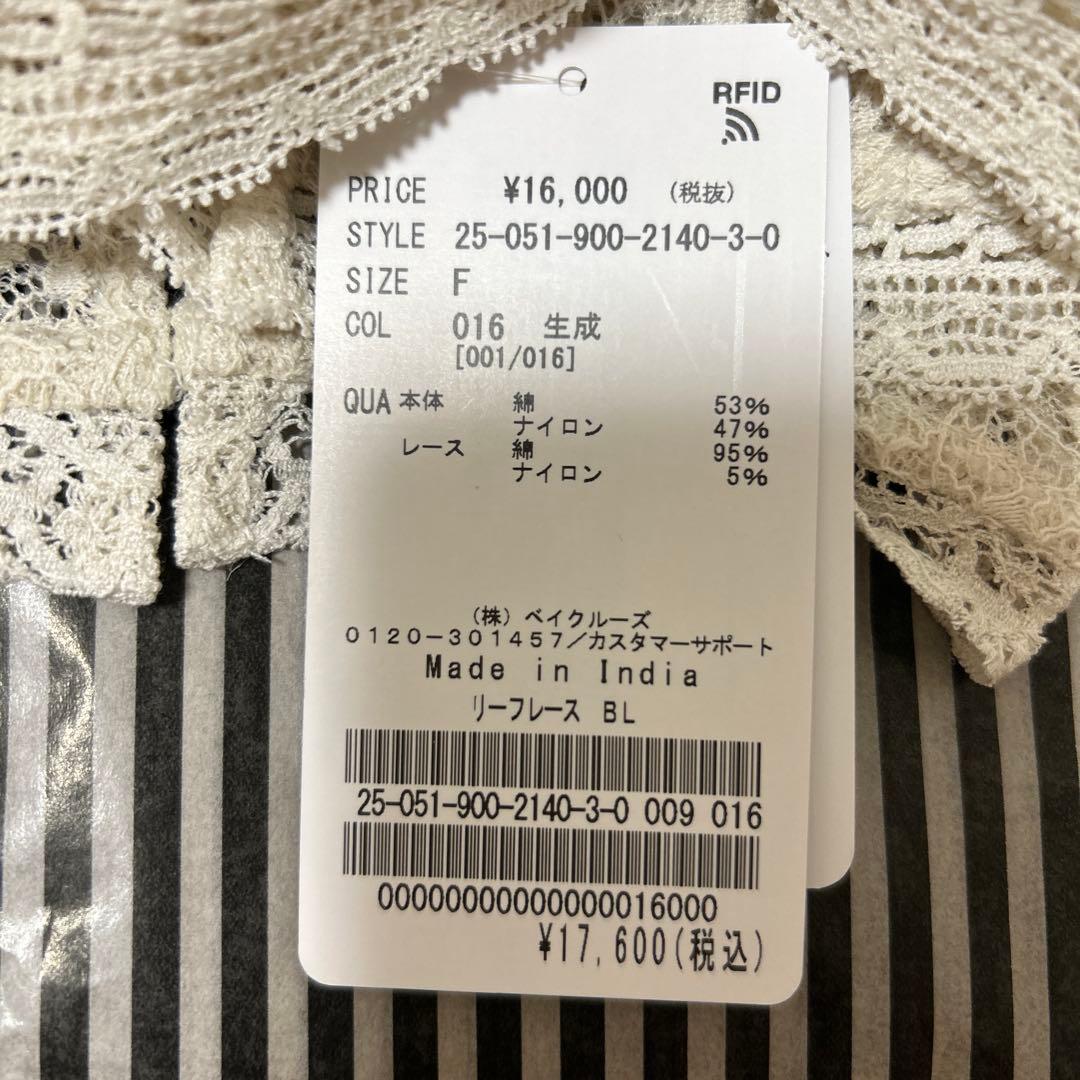 RFID
PRICE ¥16,000 (税抜)
STYLE 25-051-900-2140-3-0
SIZE F
COL 016 生成
[001/016]
QUA 本体 綿 53%
ナイロン 47%
レース 綿 95%
ナイロン 5%
(株) ベイクルーズ
0120-301457/カスタマーサポート
Made in India
リーフレース BL
25-051-900-2140-3-0 009 016
0000000000000000016000
¥17,600(税込)